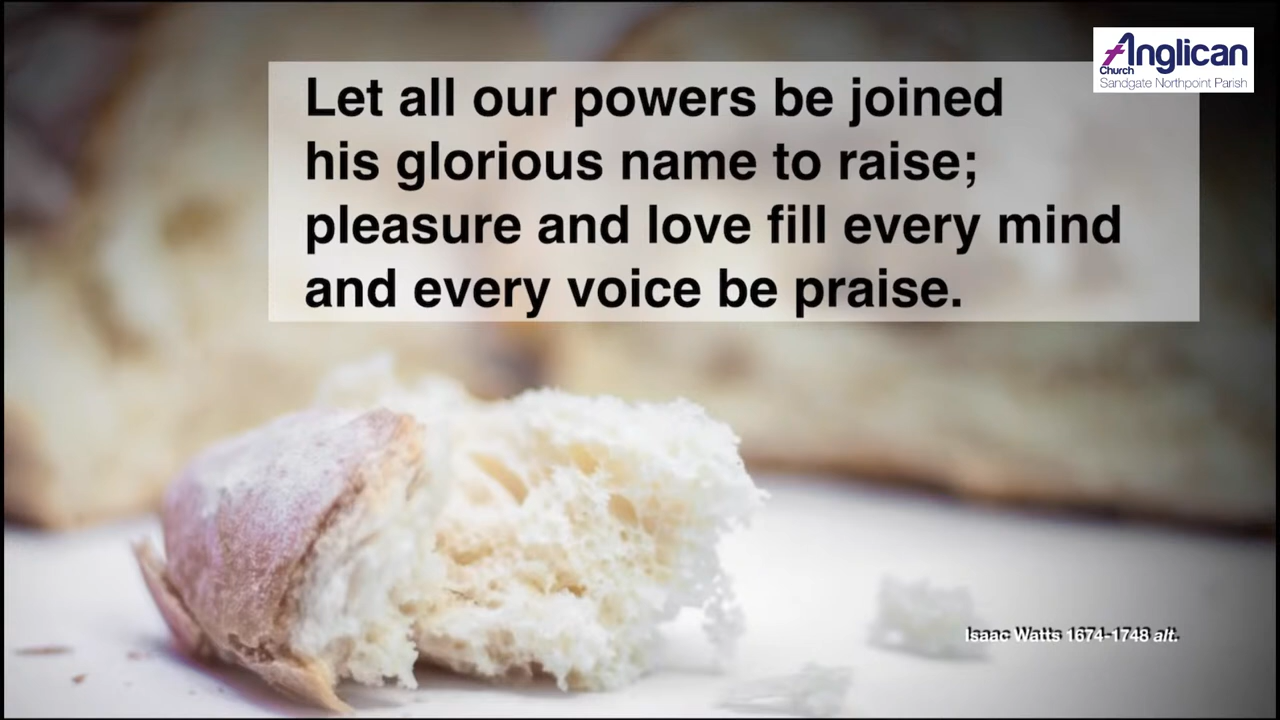 Anglican
Church
Sandgate Northpoint Parish
Let all our powers be joined
his glorious name to raise;
pleasure and love fill every mind
and every voice be praise.
Isaac Watts 1674-1748 alt.